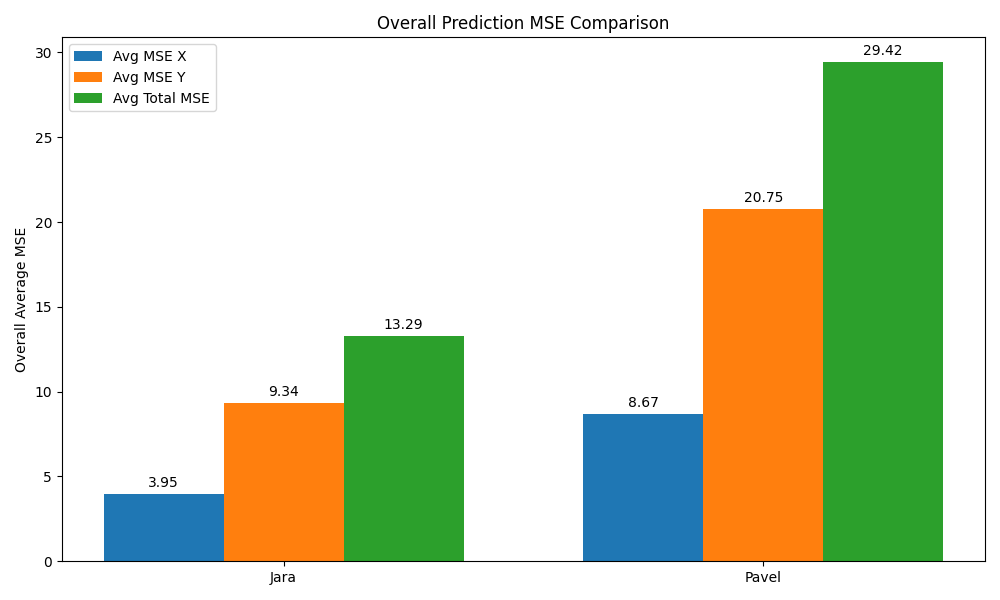 Overall Prediction MSE Comparison
Avg MSE X
Avg MSE Y
Avg Total MSE
Overall Average MSE
30
25
20
15
10
5
0
3.95
9.34
13.29
8.67
20.75
29.42
Jara
Pavel